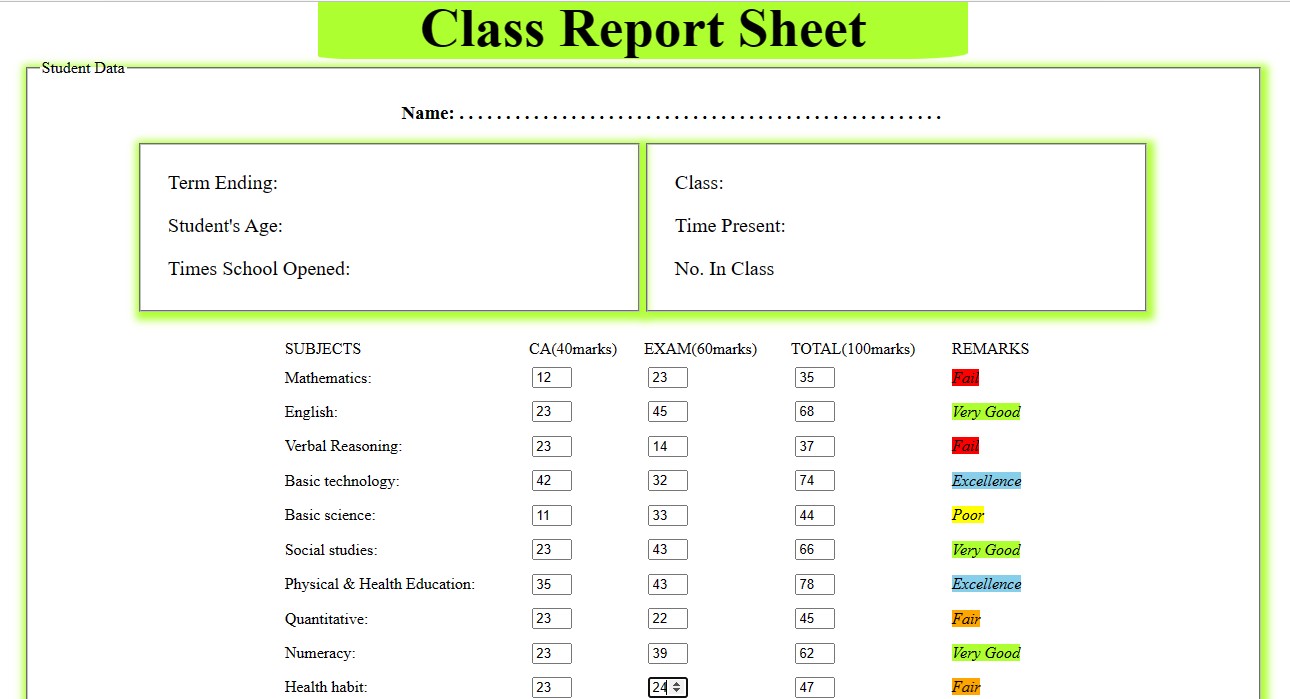 Class Report Sheet
Student Data
Name: . . . . . . . . . . . . . . . . . . . . . . . . . . . . . . . . . . . . . . . . . . . . . . . . . . . .
Term Ending:
Student's Age:
Times School Opened:
Class:
Time Present:
No. In Class
SUBJECTS CA(40marks) EXAM(60marks) TOTAL(100marks) REMARKS
Mathematics: 12 23 35 Fail
English: 23 45 68 Very Good
Verbal Reasoning: 23 14 37 Fail
Basic technology: 42 32 74 Excellence
Basic science: 11 33 44 Poor
Social studies: 23 43 66 Very Good
Physical & Health Education: 35 43 78 Excellence
Quantitative: 23 22 45 Fair
Numeracy: 23 39 62 Very Good
Health habit: 23 24 47 Fair